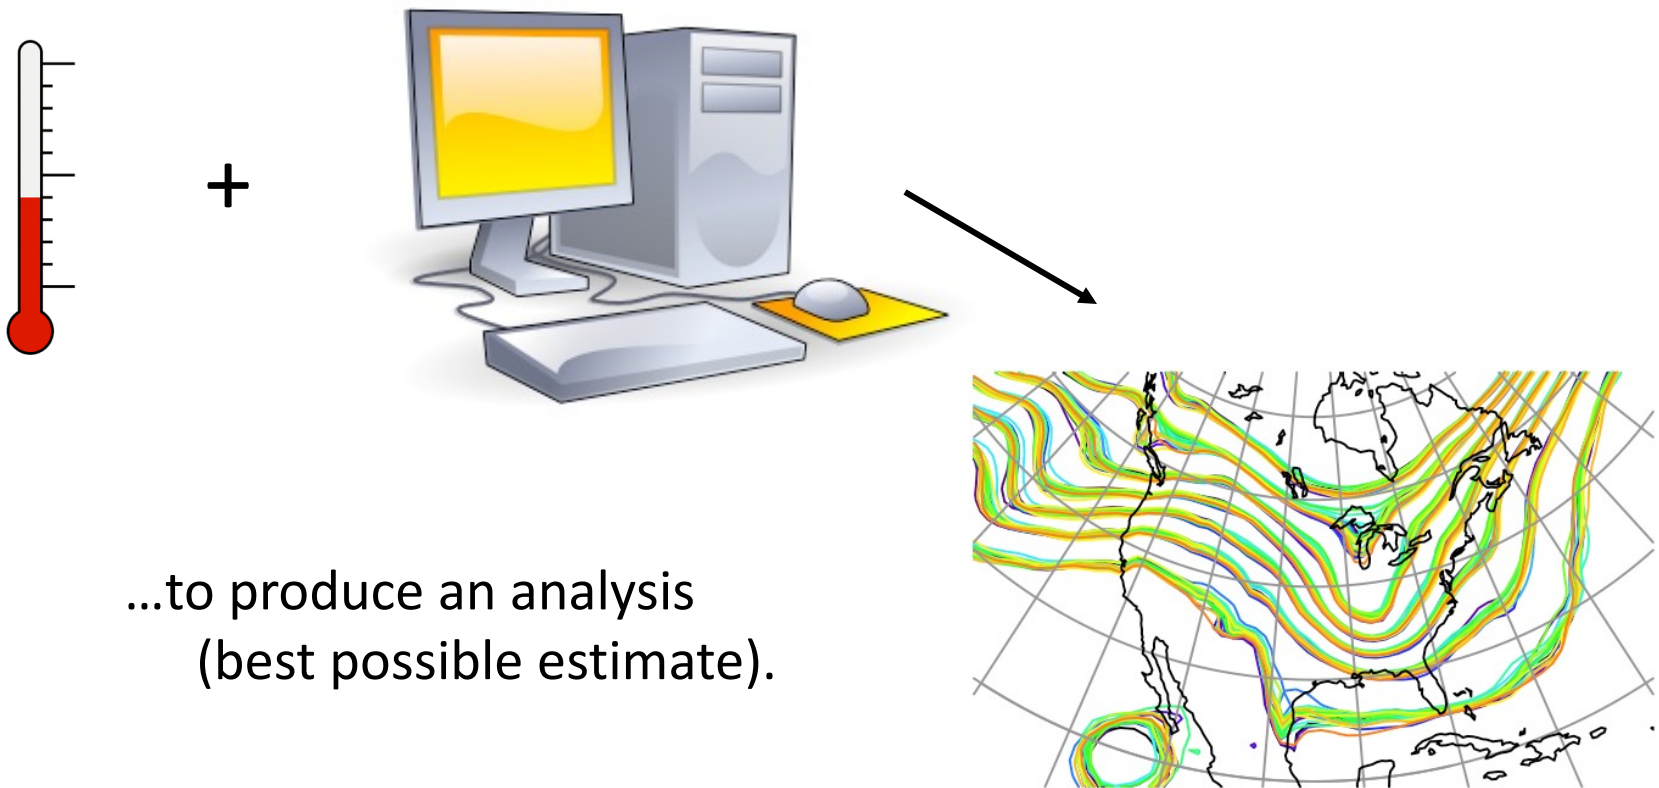 +
…to produce an analysis
(best possible estimate).